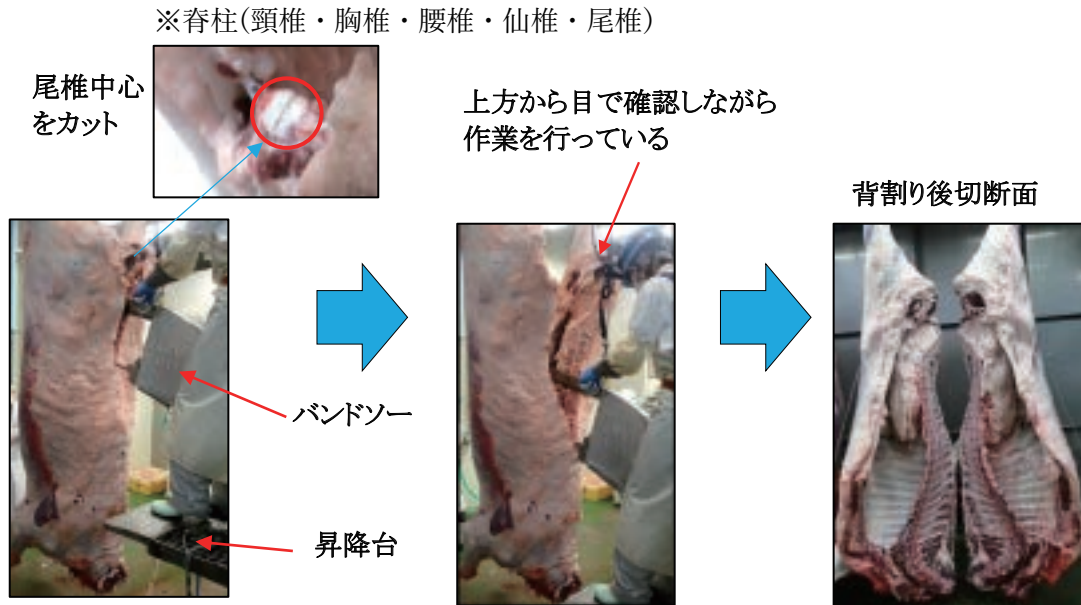 ※脊柱(頸椎・胸椎・腰椎・仙椎・尾椎)
尾椎中心
をカット
上方から目で確認しながら
作業を行っている
背割り後切断面
バンドソー
昇降台